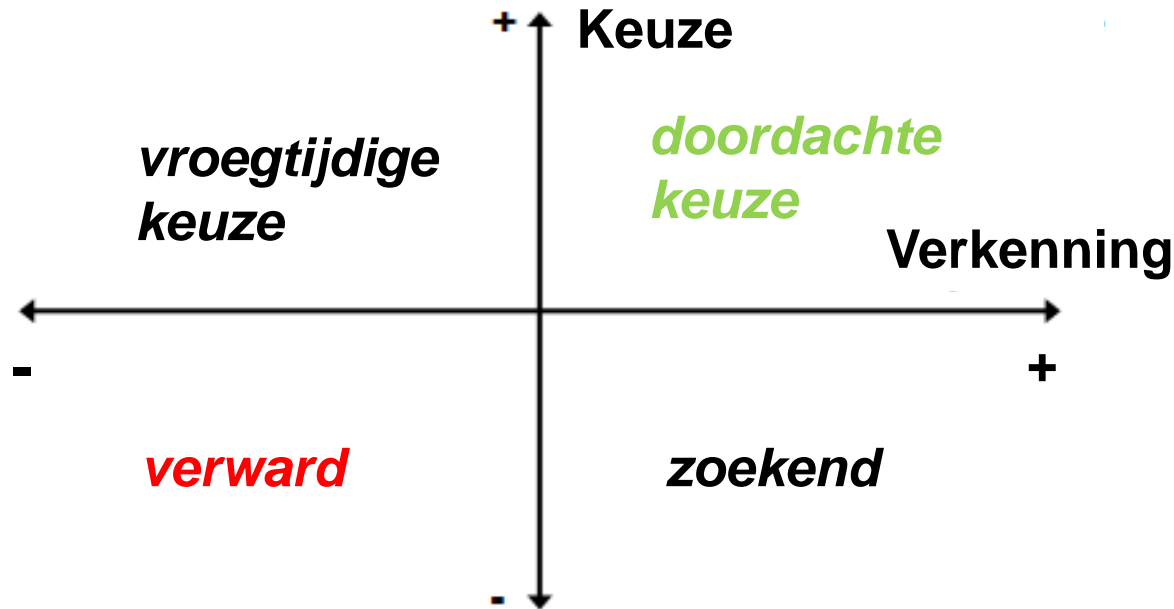 + Keuze
vroegtijdige
keuze
doordachte
keuze
Verkenning
- +
verward
zoekend
-